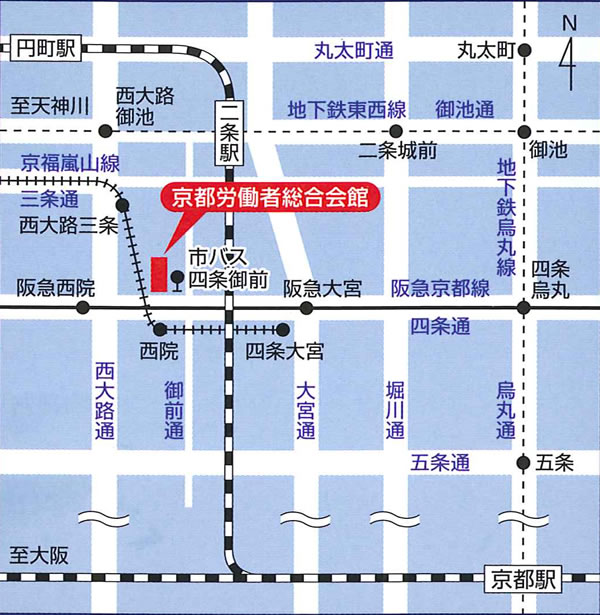 N
円町駅
丸太町通
丸太町
至天神川
西大路
御池
二条駅
地下鉄東西線
御池通
二条城前
御池
京福嵐山線
三条通
西大路三条
京都労働者総合会館
地下鉄烏丸線
市バス
四条御前
四条
烏丸
阪急西院
阪急大宮
阪急京都線
四条通
西院
四条大宮
西大路通
御前通
大宮通
堀川通
烏丸通
五条通
五条
至大阪
京都駅